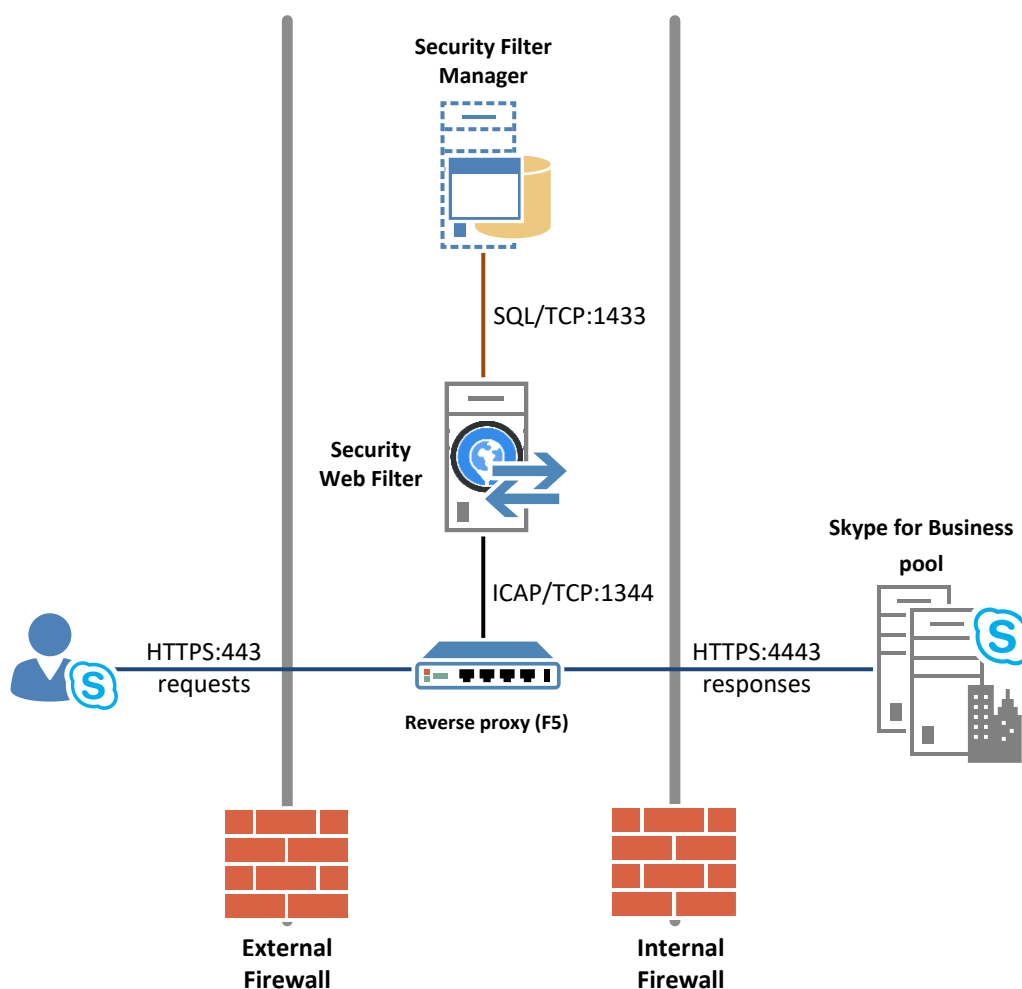 Security Filter
Manager
SQL/TCP:1433
Security
Web Filter
Skype for Business
pool
ICAP/TCP:1344
S
HTTPS:443
requests
S
HTTPS:4443
responses
Reverse proxy (F5)
External
Firewall
Internal
Firewall